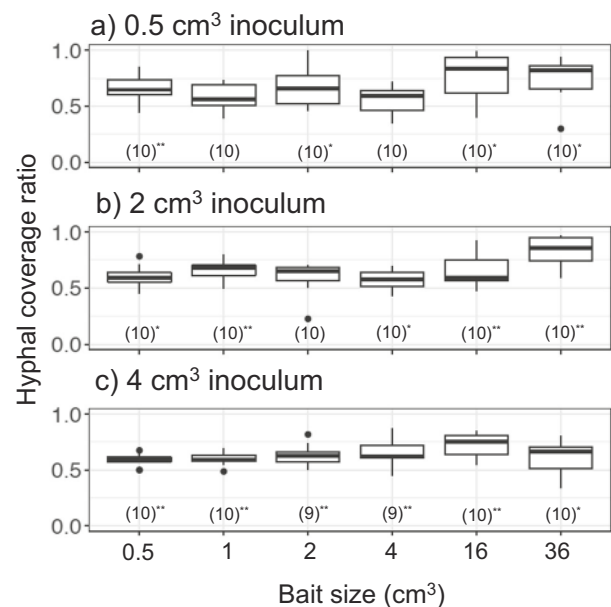 a) 0.5 cm³ inoculum
1.0
0.5
0.0
(10)** (10) (10)* (10) (10)* (10)*
b) 2 cm³ inoculum
1.0
0.5
0.0
(10)* (10)** (10) (10)* (10)** (10)**
c) 4 cm³ inoculum
1.0
0.5
0.0
(10)** (10)** (9)** (9)** (10)** (10)*
0.5 1 2 4 16 36
Bait size (cm³)
Hyphal coverage ratio